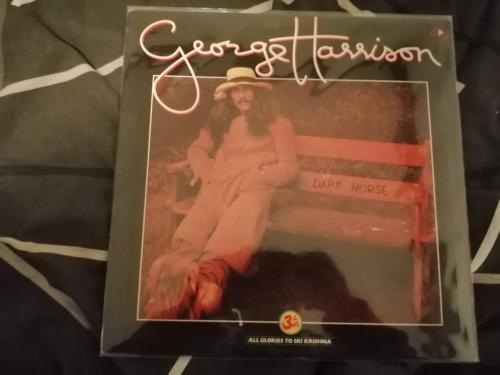 George Harrison
DARK HORSE
ALL GLORIES TO SRI KRISHNA